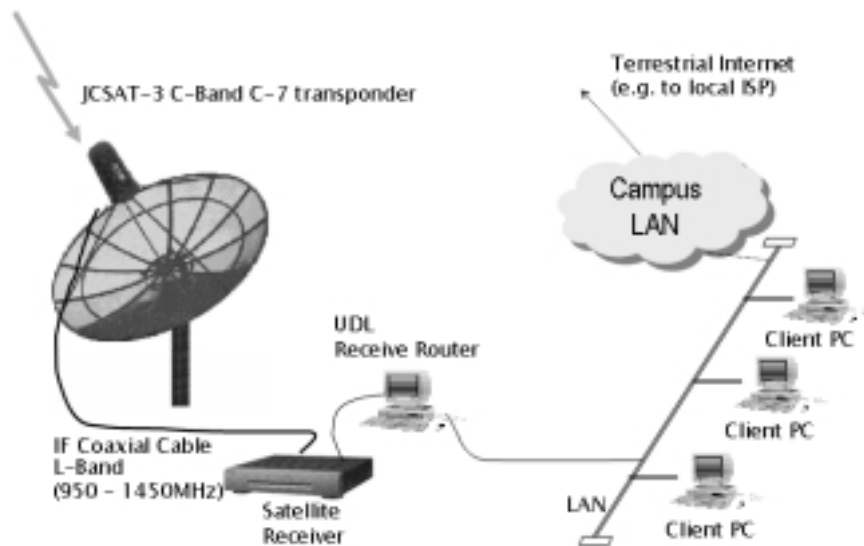 JCSAT-3 C-Band C-7 transponder
Terrestrial Internet
(e.g. to local ISP)
Campus
LAN
Client PC
UDL
Receive Router
Client PC
IF Coaxial Cable
L-Band
(950 - 1450MHz)
Satellite
Receiver
LAN
Client PC